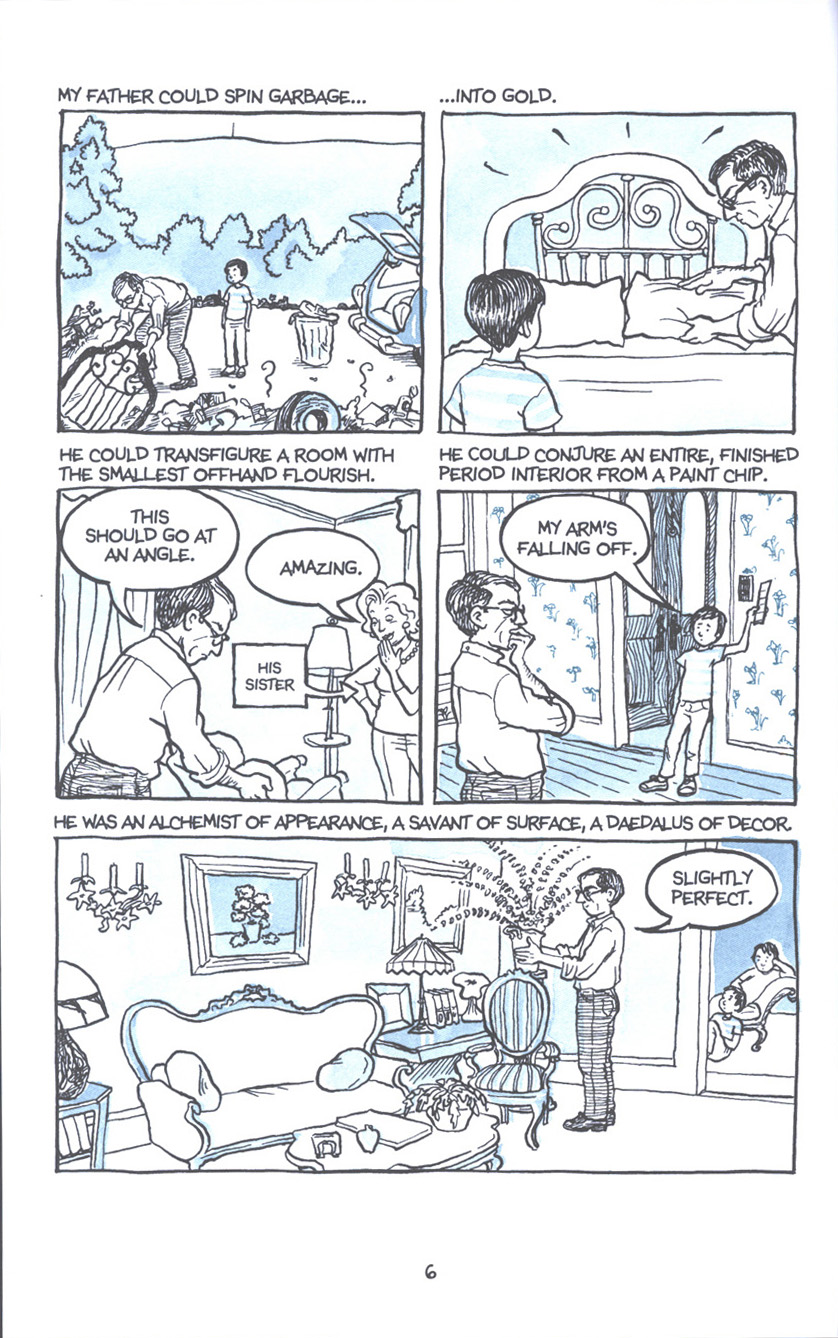 MY FATHER COULD SPIN GARBAGE...
...INTO GOLD.
HE COULD TRANSFIGURE A ROOM WITH
THE SMALLEST OFFHAND FLOURISH.
THIS
SHOULD GO AT
AN ANGLE.
AMAZING.
HIS
SISTER
HE COULD CONJURE AN ENTIRE, FINISHED
PERIOD INTERIOR FROM A PAINT CHIP.
MY ARM'S
FALLING OFF.
HE WAS AN ALCHEMIST OF APPEARANCE, A SAVANT OF SURFACE, A DAEDALUS OF DECOR.
SLIGHTLY
PERFECT.
6